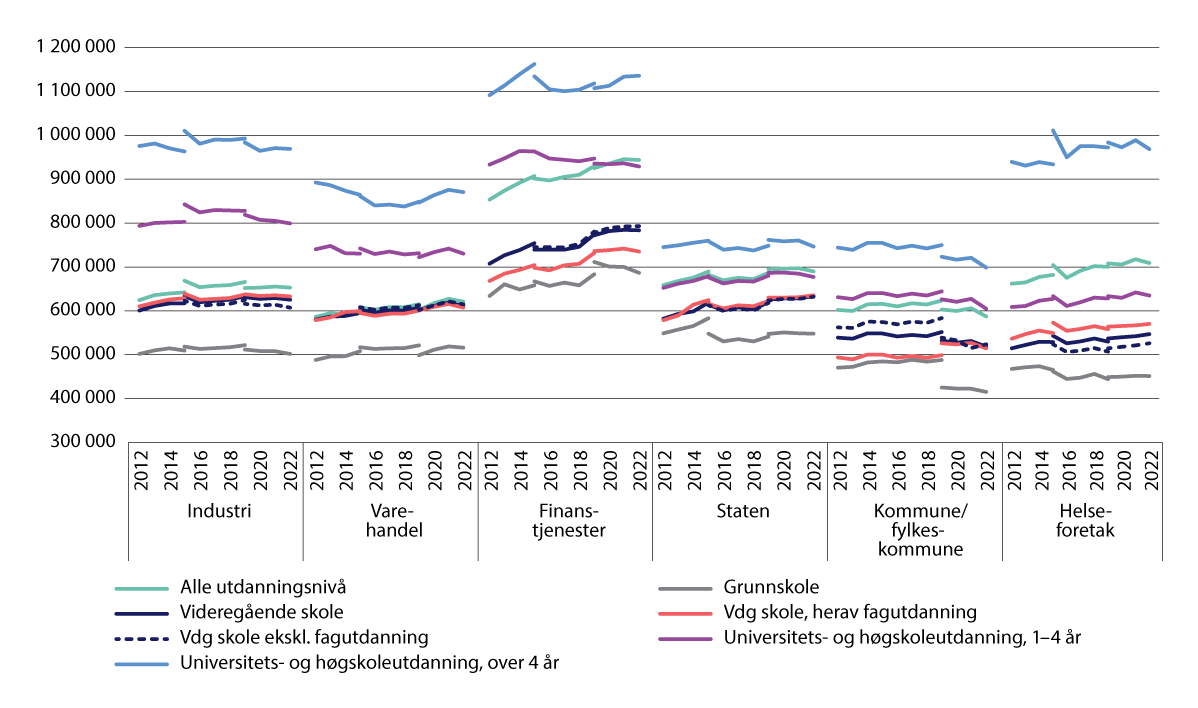 1 200 000
1 100 000
1 000 000
900 000
800 000
700 000
600 000
500 000
400 000
300 000
2012 2014 2016 2018 2020 2022 2012 2014 2016 2018 2020 2022 2012 2014 2016 2018 2020 2022 2012 2014 2016 2018 2020 2022 2012 2014 2016 2018 2020 2022 2012 2014 2016 2018 2020 2022
Industri
Vare-
handel
Finans-
tjenester
Staten
Kommune/
fylkes-
kommune
Helse-
foretak
Alle utdanningsnivå
Grunnskole
Videregående skole
Vdg skole, herav fagutdanning
Vdg skole ekskl. fagutdanning
Universitets- og høgskoleutdanning, 1–4 år
Universitets- og høgskoleutdanning, over 4 år